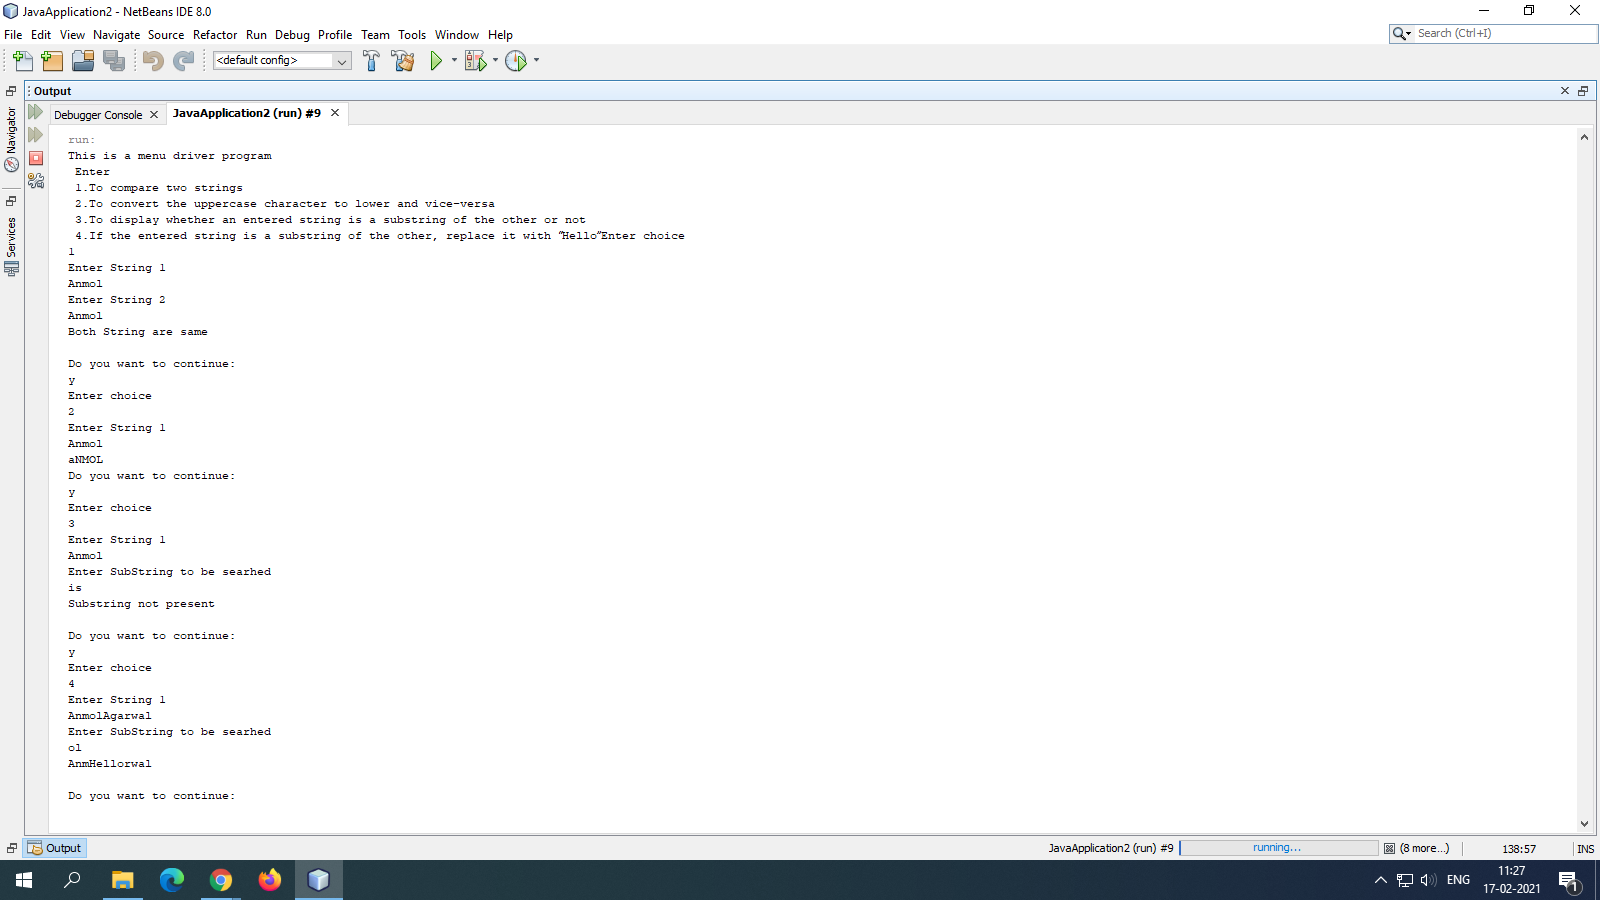 JavaApplication2 - NetBeans IDE 8.0
File Edit View Navigate Source Refactor Run Debug Profile Team Tools Window Help
Search (Ctrl+I)
<default config>
Output
Navigator
Services
Debugger Console
JavaApplication2 (run) #9
run:
This is a menu driver program
Enter
1.To compare two strings
2.To convert the uppercase character to lower and vice-versa
3.To display whether an entered string is a substring of the other or not
4.If the entered string is a substring of the other, replace it with "Hello"Enter choice
1
Enter String 1
Anmol
Enter String 2
Anmol
Both String are same
Do you want to continue:
y
Enter choice
2
Enter String 1
Anmol
aNMOL
Do you want to continue:
y
Enter choice
3
Enter String 1
Anmol
Enter SubString to be searhed
is
Substring not present
Do you want to continue:
y
Enter choice
4
Enter String 1
AnmolAgarwal
Enter SubString to be searhed
ol
AnmHellorwal
Do you want to continue:
Output
JavaApplication2 (run) #9
running...
(8 more...)
138:57
INS
ENG
11:27
17-02-2021
1